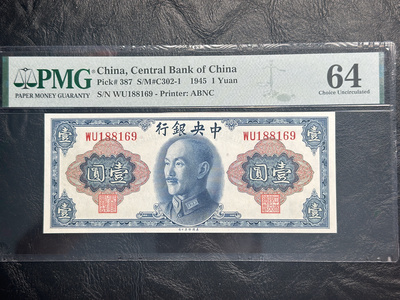 PMG
PAPER MONEY GUARANTY
China, Central Bank of China
Pick# 387 S/M#C302-1 1945 1 Yuan
S/N WU188169 - Printer: ABNC
64
Choice Uncirculated
行銀央中
WU188169
WU188169
壹
壹
壹
壹
圓
壹
圓
壹